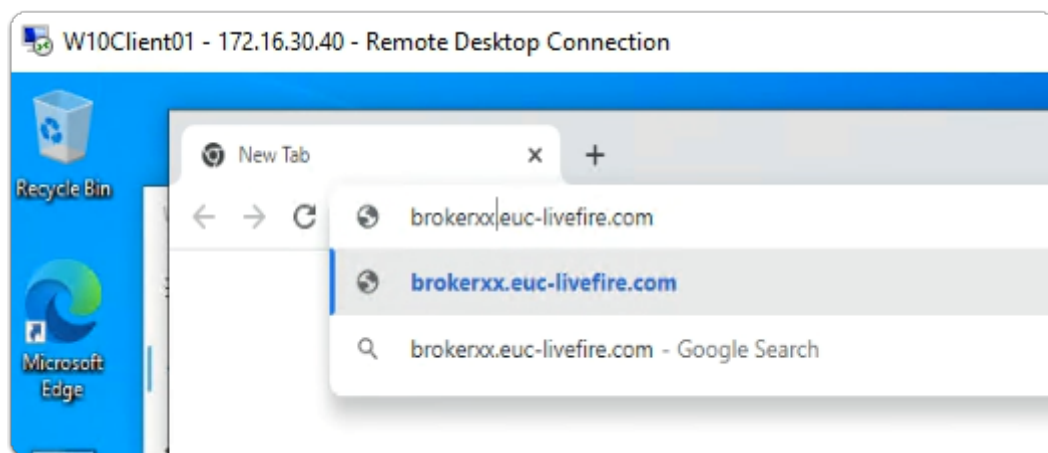 W10Client01 - 172.16.30.40 - Remote Desktop Connection
Recycle Bin
New Tab
brokerxx.euc-livefire.com
brokerxx.euc-livefire.com
brokerxx.euc-livefire.com - Google Search
Microsoft
Edge